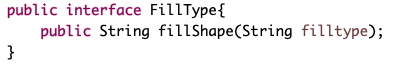 public interface FillType{
    public String fillShape(String filltype);
}